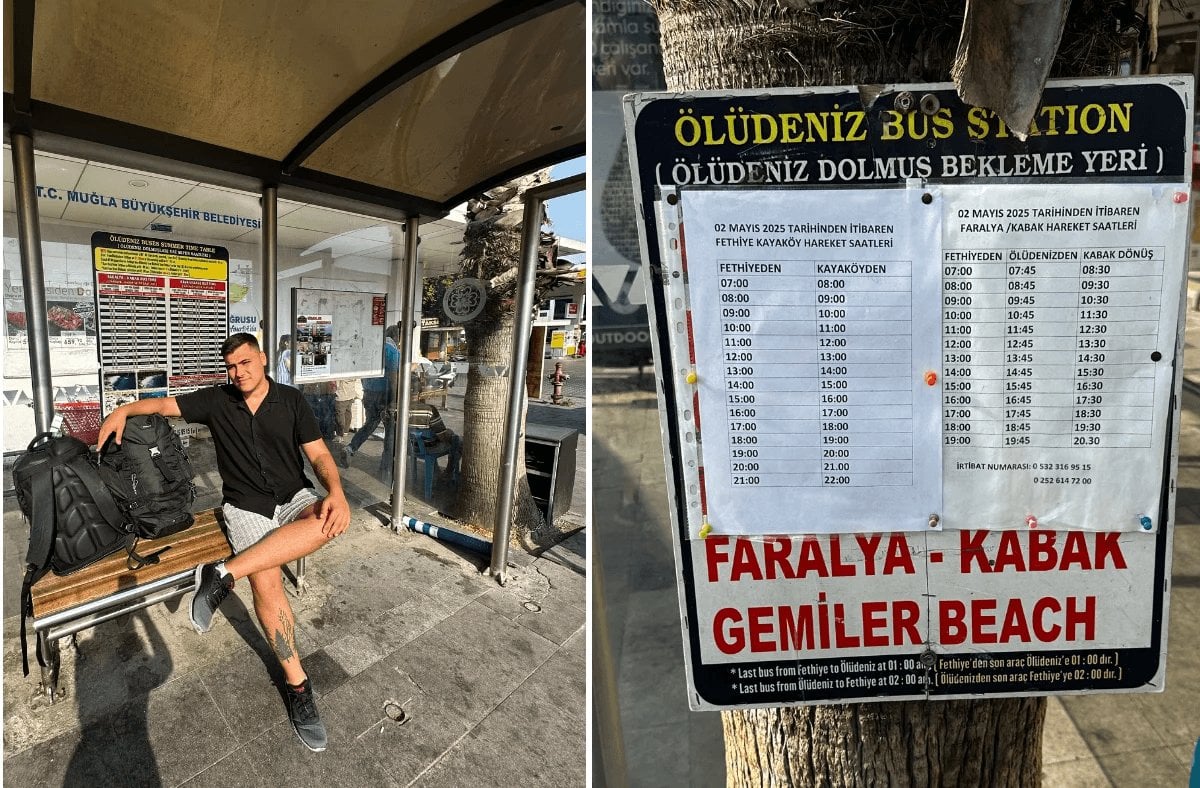 T.C. MUĞLA BÜYÜKŞEHİR BELEDİYESİ
ÖLÜDENİZ BUSES SUMMER TIME TABLE
OUTDOO
ÖLÜDENİZ BUS STATION
( ÖLÜDENİZ DOLMUŞ BEKLEME YERİ )
02 MAYIS 2025 TARİHİNDEN İTİBAREN
FETHİYE KAYAKÖY HAREKET SAATLERİ
FETHİYEDEN KAYAKÖYDEN
07:00 08:00
08:00 09:00
09:00 10:00
10:00 11:00
11:00 12:00
12:00 13:00
13:00 14:00
14:00 15:00
15:00 16:00
16:00 17:00
17:00 18:00
18:00 19:00
19:00 20:00
20:00 21.00
21:00 22:00
02 MAYIS 2025 TARİHİNDEN İTİBAREN
FARALYA /KABAK HAREKET SAATLERİ
FETHİYEDEN ÖLÜDENİZDEN KABAK DÖNÜŞ
07:00 07:45 08:30
08:00 08:45 09:30
09:00 09:45 10:30
10:00 10:45 11:30
11:00 11:45 12:30
12:00 12:45 13:30
13:00 13:45 14:30
14:00 14:45 15:30
15:00 15:45 16:30
16:00 16:45 17:30
17:00 17:45 18:30
18:00 18:45 19:30
19:00 19:45 20.30
İRTİBAT NUMARASI: 0 532 316 95 15
0 252 614 72 00
FARALYA - KABAK
GEMİLER BEACH
* Last bus from Fethiye to Ölüdeniz at 01 : 00 am. ( Fethiye'den son araç Ölüdeniz'e 01 : 00 dır. )
* Last bus from Ölüdeniz to Fethiye at 02 : 00 am. ( Ölüdenizden son araç Fethiye'ye 02 : 00 dır. )